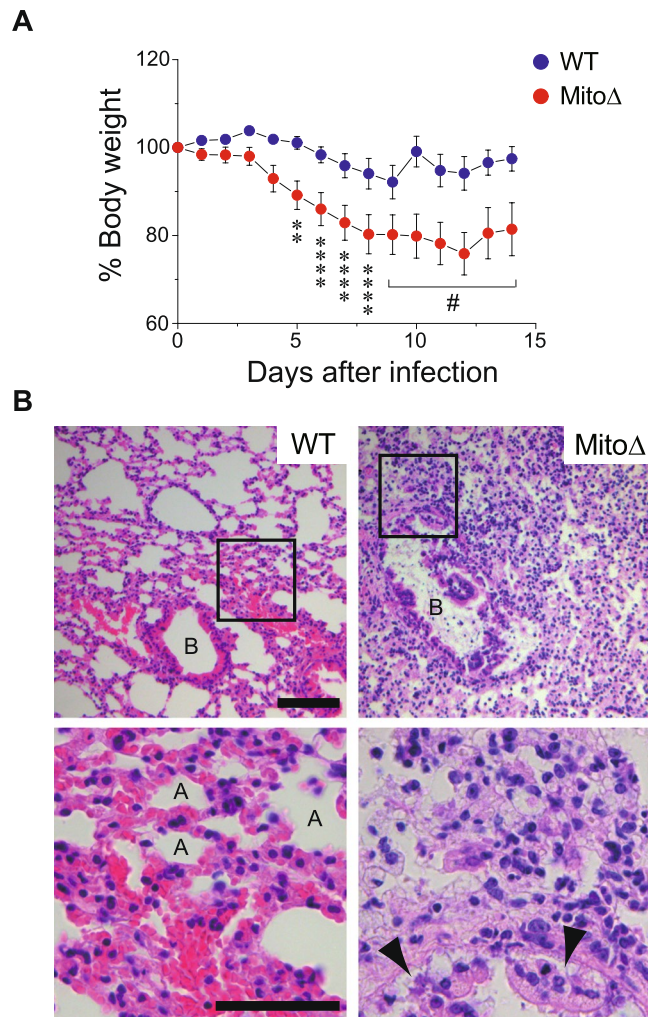 A
120
100
80
60
% Body weight
WT
MitoΔ
**
****
****
****
#
0
5
10
15
Days after infection
B
WT
MitoΔ
B
B
A
A
A